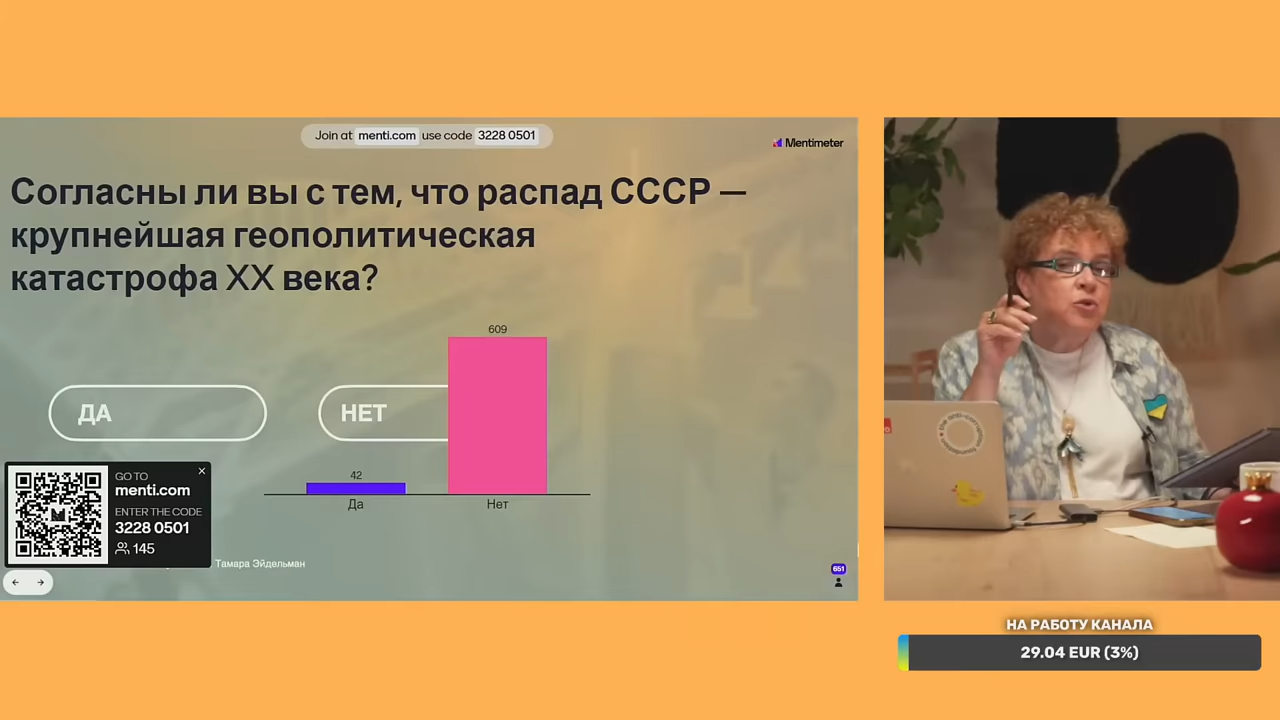 Join at menti.com use code 3228 0501
Mentimeter
Согласны ли вы с тем, что распад СССР —
крупнейшая геополитическая
катастрофа XX века?
609
ДА
НЕТ
42
Да
Нет
GO TO
menti.com
ENTER THE CODE
3228 0501
145
Тамара Эйдельман
651
НА РАБОТУ КАНАЛА
29.04 EUR (3%)